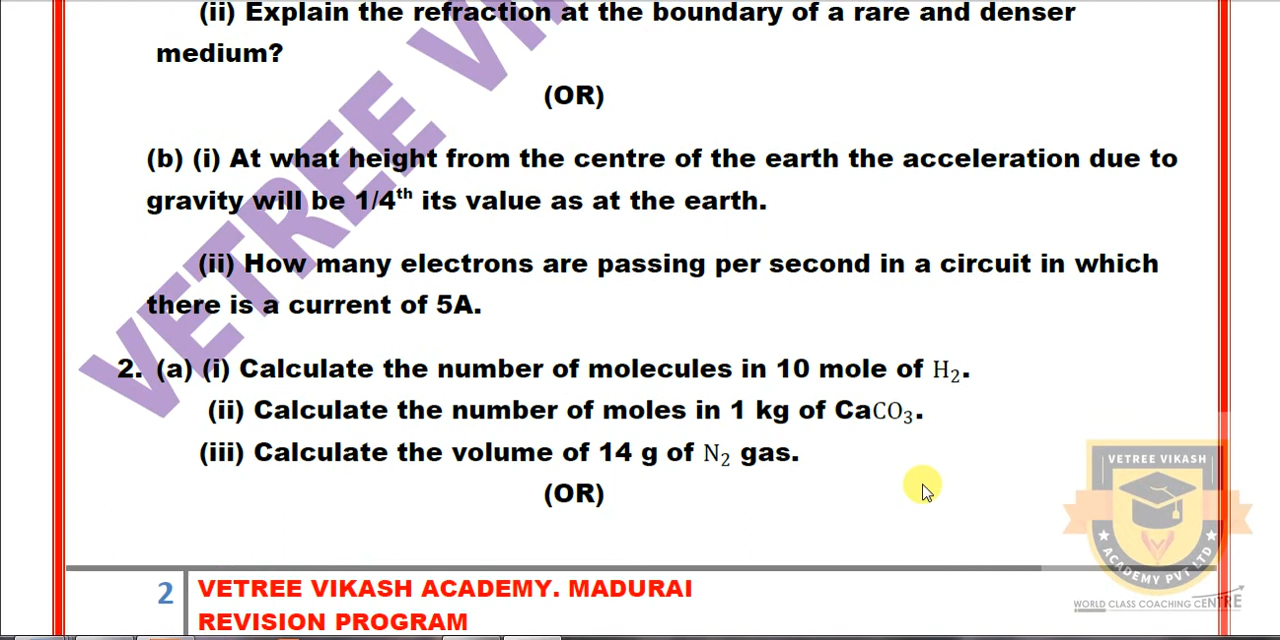 (ii) Explain the refraction at the boundary of a rare and denser
medium?
(OR)
(b) (i) At what height from the centre of the earth the acceleration due to
gravity will be 1/4th its value as at the earth.
(ii) How many electrons are passing per second in a circuit in which
there is a current of 5A.
2. (a) (i) Calculate the number of molecules in 10 mole of H₂.
(ii) Calculate the number of moles in 1 kg of CaCO₃.
(iii) Calculate the volume of 14 g of N₂ gas.
(OR)
VETREE VI
VETREE VIKASH
ACADEMY PVT LTD
WORLD CLASS COACHING CENTRE
2 VETREE VIKASH ACADEMY. MADURAI
REVISION PROGRAM